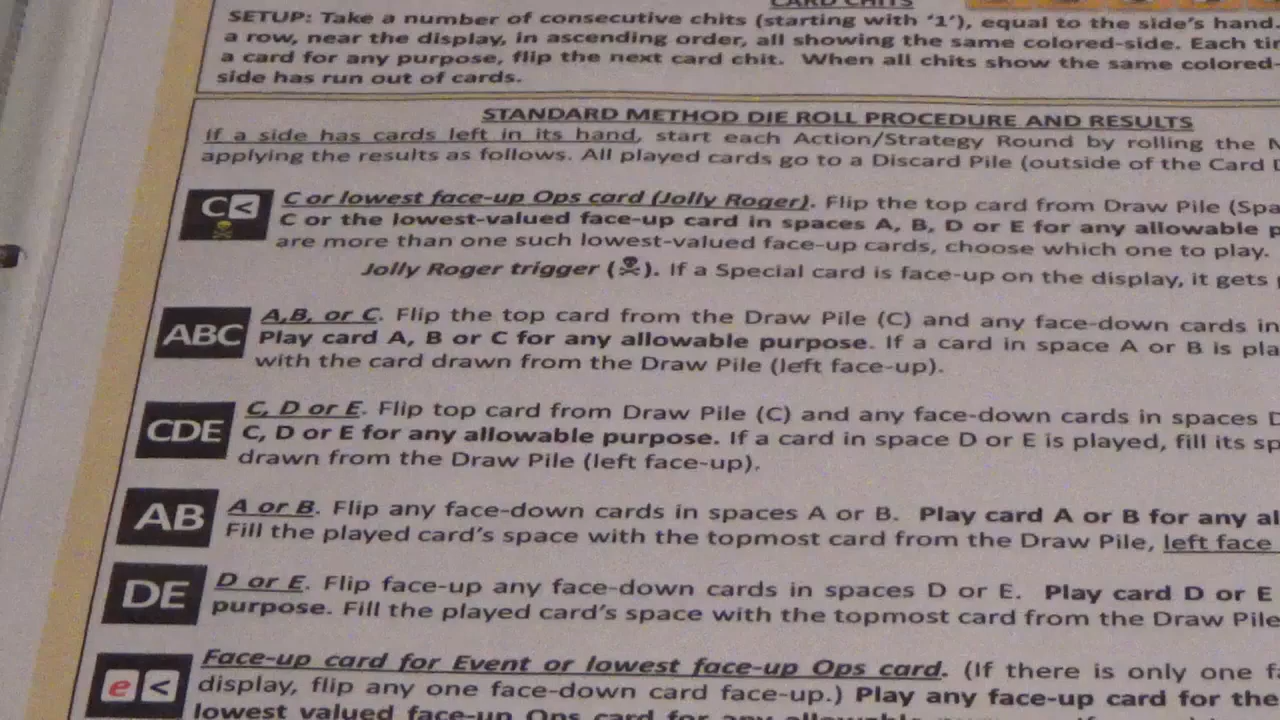 CARD CHITS
SETUP: Take a number of consecutive chits (starting with '1'), equal to the side's hand.
a row, near the display, in ascending order, all showing the same colored-side. Each
a card for any purpose, flip the next card chit. When all chits show the same colored-
side has run out of cards.
STANDARD METHOD DIE ROLL PROCEDURE AND RESULTS
If a side has cards left in its hand, start each Action/Strategy Round by rolling the
applying the results as follows. All played cards go to a Discard Pile (outside of the Card
C<
C or lowest face-up Ops card (Jolly Roger). Flip the top card from Draw Pile
C or the lowest-valued face-up card in spaces A, B, D or E for any allowable
are more than one such lowest-valued face-up cards, choose which one to play.
Jolly Roger trigger (☠). If a Special card is face-up on the display, it gets
ABC
A,B, or C. Flip the top card from the Draw Pile (C) and any face-down cards in
Play card A, B or C for any allowable purpose. If a card in space A or B is
with the card drawn from the Draw Pile (left face-up).
CDE
C, D or E. Flip top card from Draw Pile (C) and any face-down cards in spaces
C, D or E for any allowable purpose. If a card in space D or E is played, fill its
drawn from the Draw Pile (left face-up).
AB
A or B. Flip any face-down cards in spaces A or B. Play card A or B for any
Fill the played card's space with the topmost card from the Draw Pile, left face
DE
D or E. Flip face-up any face-down cards in spaces D or E. Play card D or E
purpose. Fill the played card's space with the topmost card from the Draw Pile
e<
Face-up card for Event or lowest face-up Ops card. (If there is only one
display, flip any one face-down card face-up.) Play any face-up card for the
lowest valued face-up Ops card for any allowable purpose.